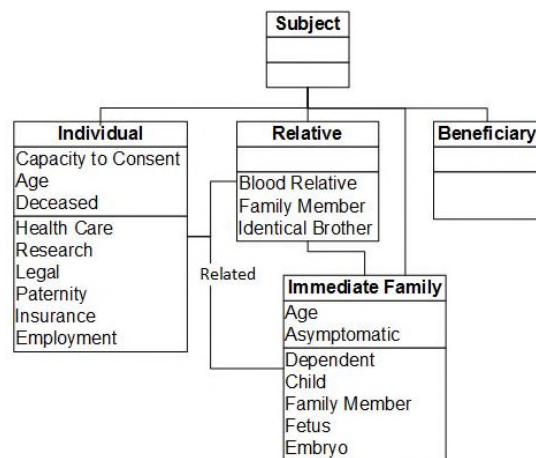 Subject
Individual
Capacity to Consent
Age
Deceased
Health Care
Research
Legal
Paternity
Insurance
Employment
Relative
Blood Relative
Family Member
Identical Brother
Beneficiary
Related
Immediate Family
Age
Asymptomatic
Dependent
Child
Family Member
Fetus
Embryo